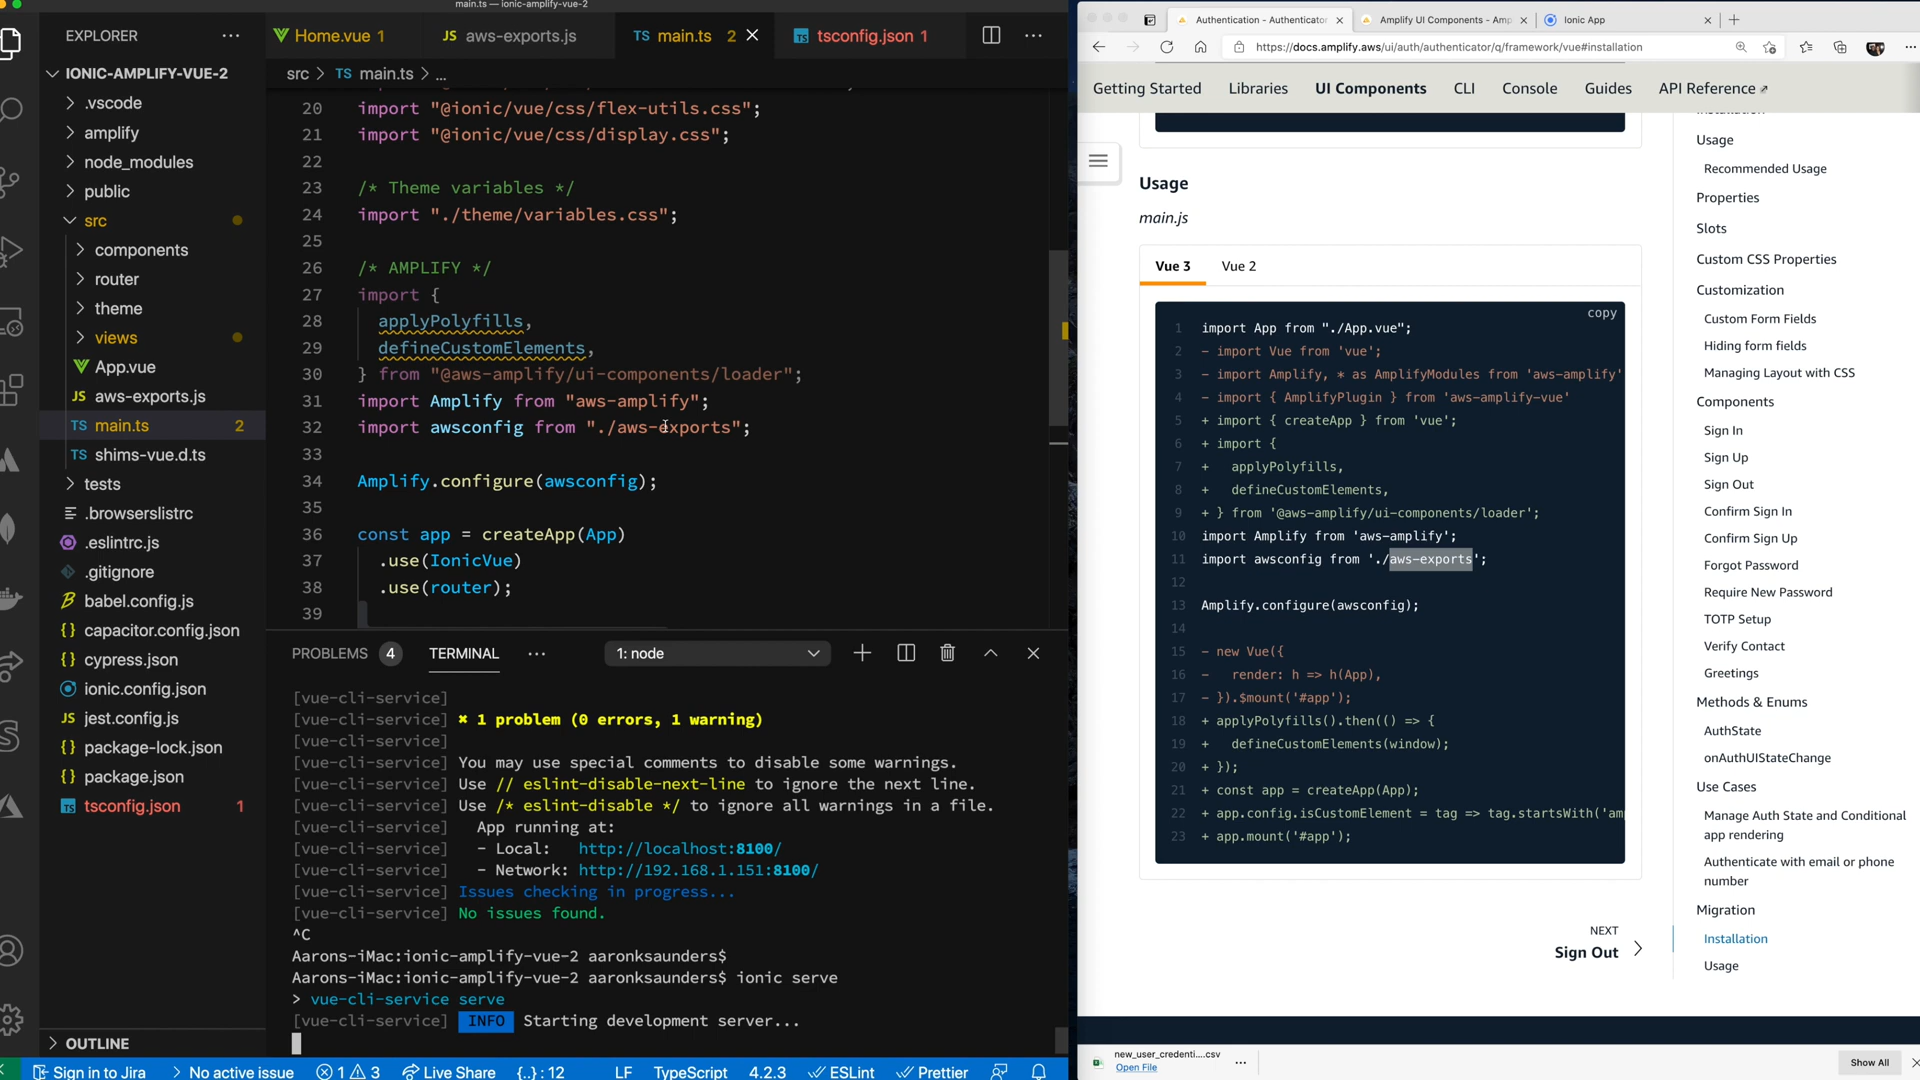 main.ts — ionic-amplify-vue-2
EXPLORER
IONIC-AMPLIFY-VUE-2
.vscode
amplify
node_modules
public
src
components
router
theme
views
App.vue
JS aws-exports.js
TS main.ts 2
TS shims-vue.d.ts
tests
.browserslistrc
.eslintrc.js
.gitignore
babel.config.js
capacitor.config.json
cypress.json
ionic.config.json
JS jest.config.js
package-lock.json
package.json
tsconfig.json 1
OUTLINE
Home.vue 1
JS aws-exports.js
TS main.ts 2
TS tsconfig.json 1
src > TS main.ts > ...
20 import "@ionic/vue/css/flex-utils.css";
21 import "@ionic/vue/css/display.css";
22
23 /* Theme variables */
24 import "./theme/variables.css";
25
26 /* AMPLIFY */
27 import {
28 applyPolyfills,
29 defineCustomElements,
30 } from "@aws-amplify/ui-components/loader";
31 import Amplify from "aws-amplify";
32 import awsconfig from "./aws-exports";
33
34 Amplify.configure(awsconfig);
35
36 const app = createApp(App)
37 .use(IonicVue)
38 .use(router);
39
PROBLEMS 4 TERMINAL ... 1: node
[vue-cli-service]
[vue-cli-service] ✖ 1 problem (0 errors, 1 warning)
[vue-cli-service]
[vue-cli-service] You may use special comments to disable some warnings.
[vue-cli-service] Use // eslint-disable-next-line to ignore the next line.
[vue-cli-service] Use /* eslint-disable */ to ignore all warnings in a file.
[vue-cli-service] App running at:
[vue-cli-service] - Local: http://localhost:8100/
[vue-cli-service] - Network: http://192.168.1.151:8100/
[vue-cli-service] Issues checking in progress...
[vue-cli-service] No issues found.
^C
Aarons-iMac:ionic-amplify-vue-2 aaronksaunders$
Aarons-iMac:ionic-amplify-vue-2 aaronksaunders$ ionic serve
> vue-cli-service serve
[vue-cli-service] INFO Starting development server...
Sign in to Jira No active issue 1 3 Live Share {..} : 12 LF TypeScript 4.2.3 ESLint Prettier
Authentication - Authenticator
Amplify UI Components - Amp
Ionic App
https://docs.amplify.aws/ui/auth/authenticator/q/framework/vue#installation
Getting Started Libraries UI Components CLI Console Guides API Reference
Usage
main.js
Vue 3 Vue 2
copy
1 import App from "./App.vue";
2 - import Vue from 'vue';
3 - import Amplify, * as AmplifyModules from 'aws-amplify'
4 - import { AmplifyPlugin } from 'aws-amplify-vue'
5 + import { createApp } from 'vue';
6 + import {
7 + applyPolyfills,
8 + defineCustomElements,
9 + } from '@aws-amplify/ui-components/loader';
10 import Amplify from 'aws-amplify';
11 import awsconfig from './aws-exports';
12
13 Amplify.configure(awsconfig);
14
15 - new Vue({
16 - render: h => h(App),
17 - }).$mount('#app');
18 + applyPolyfills().then(() => {
19 + defineCustomElements(window);
20 + });
21 + const app = createApp(App);
22 + app.config.isCustomElement = tag => tag.startsWith('am
23 + app.mount('#app');
NEXT
Sign Out
Usage
Recommended Usage
Properties
Slots
Custom CSS Properties
Customization
Custom Form Fields
Hiding form fields
Managing Layout with CSS
Components
Sign In
Sign Up
Sign Out
Confirm Sign In
Confirm Sign Up
Forgot Password
Require New Password
TOTP Setup
Verify Contact
Greetings
Methods & Enums
AuthState
onAuthUIStateChange
Use Cases
Manage Auth State and Conditional
app rendering
Authenticate with email or phone
number
Migration
Installation
Usage
new_user_credenti....csv
Open File
Show All